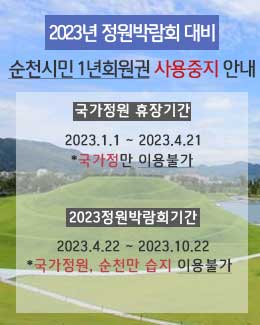 2023년 정원박람회 대비
순천시민 1년회원권 사용중지 안내
국가정원 휴장기간
2023.1.1 ~ 2023.4.21
*국가정만 이용불가
2023정원박람회기간
2023.4.22 ~ 2023.10.22
*국가정원, 순천만 습지 이용불가